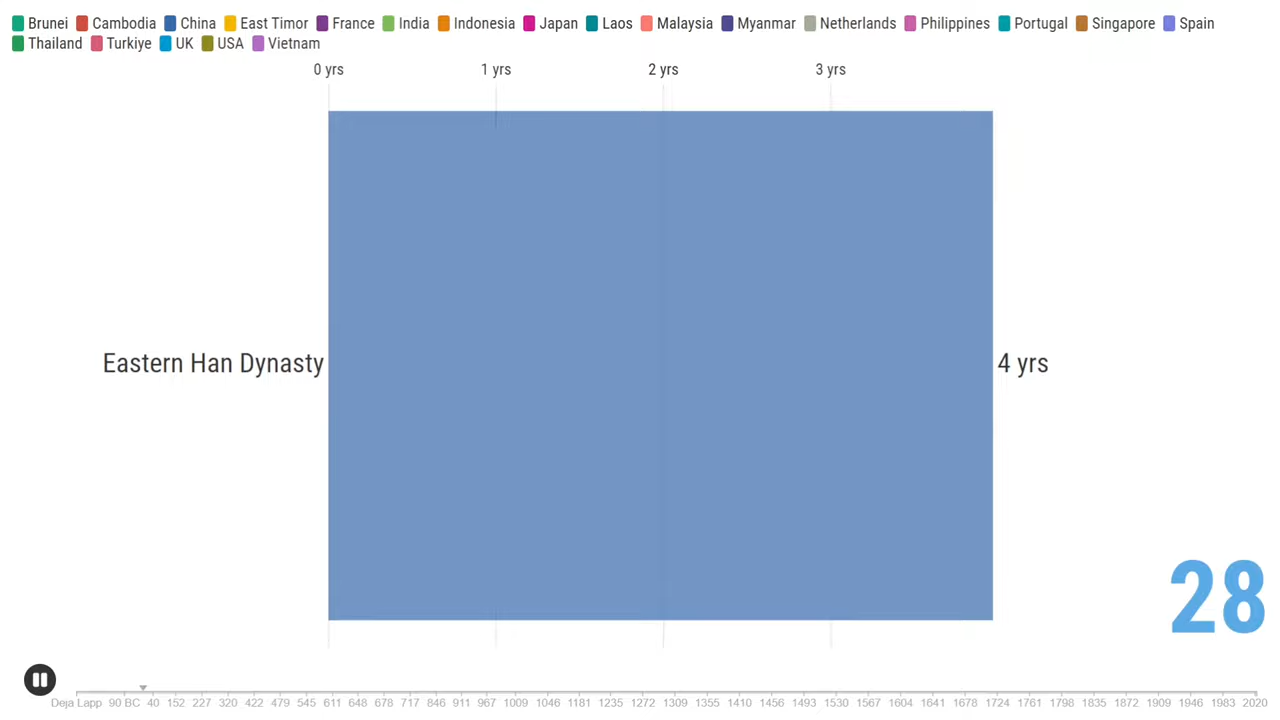 Brunei Cambodia China East Timor France India Indonesia Japan Laos Malaysia Myanmar Netherlands Philippines Portugal Singapore Spain
Thailand Turkiye UK USA Vietnam
0 yrs 1 yrs 2 yrs 3 yrs
Eastern Han Dynasty 4 yrs
28
Deja Lapp 90 BC 40 152 227 320 422 479 545 611 648 678 717 846 911 967 1009 1046 1181 1235 1272 1309 1355 1410 1456 1493 1530 1567 1604 1641 1678 1724 1761 1798 1835 1872 1909 1946 1983 2020